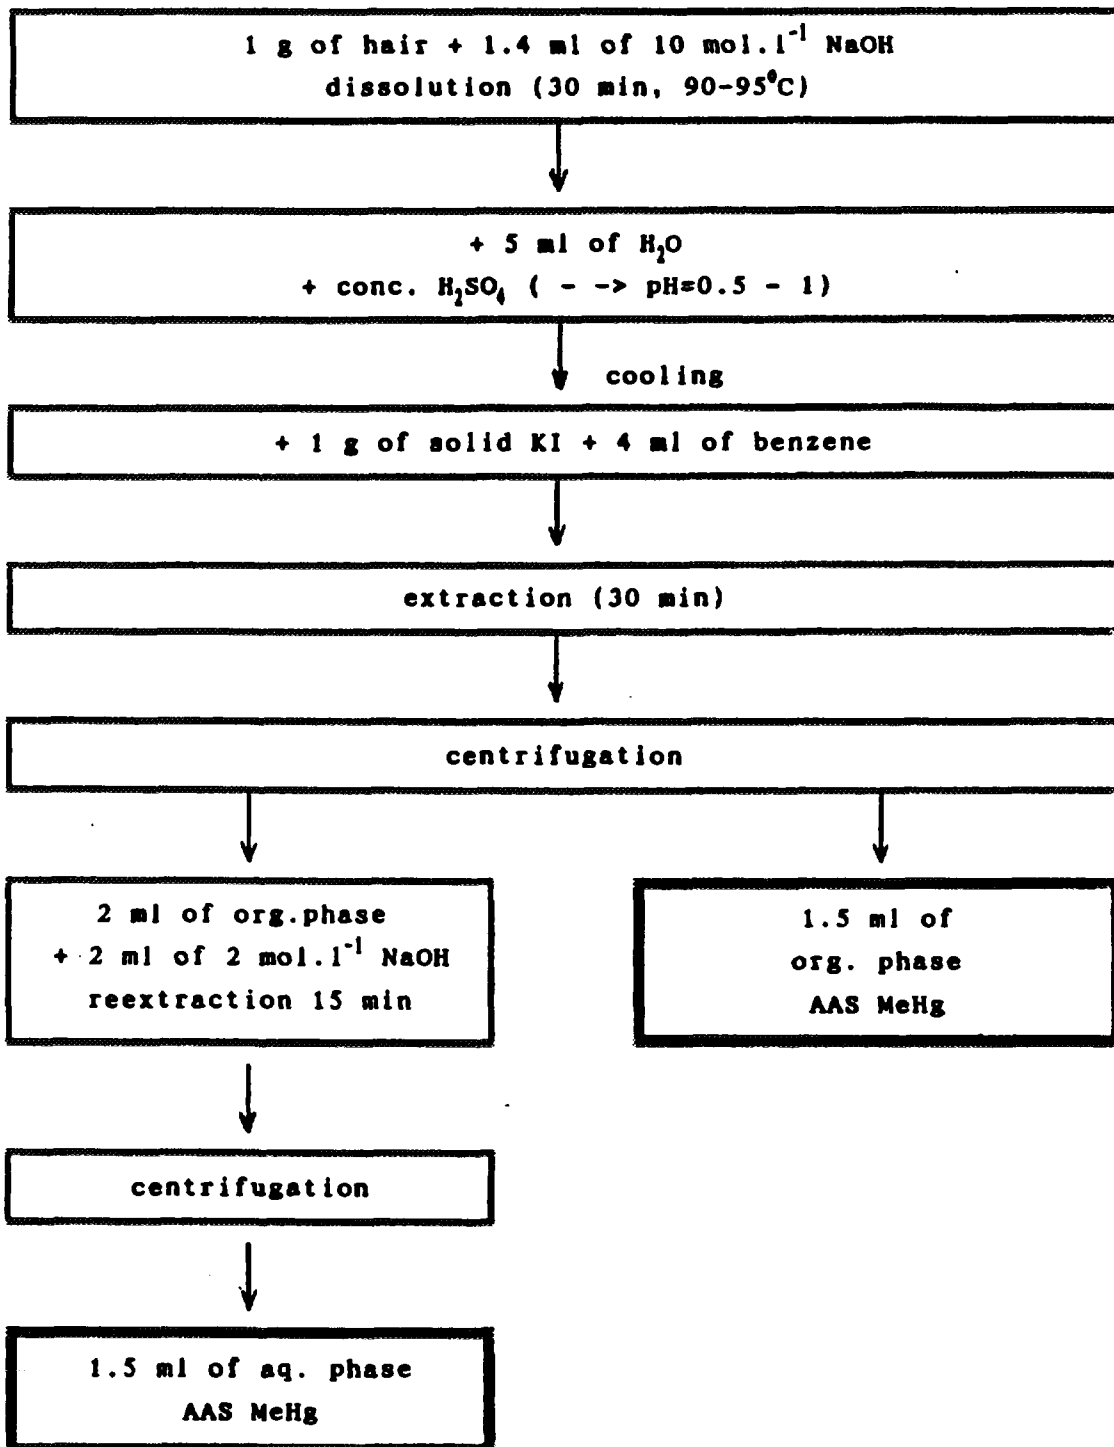 1 g of hair + 1.4 ml of 10 mol.l⁻¹ NaOH
dissolution (30 min, 90-95⁰C)
+ 5 ml of H₂O
+ conc. H₂SO₄ ( - -> pH=0.5 - 1)
cooling
+ 1 g of solid KI + 4 ml of benzene
extraction (30 min)
centrifugation
2 ml of org.phase
+ 2 ml of 2 mol.l⁻¹ NaOH
reextraction 15 min
1.5 ml of
org. phase
AAS MeHg
centrifugation
1.5 ml of aq. phase
AAS MeHg